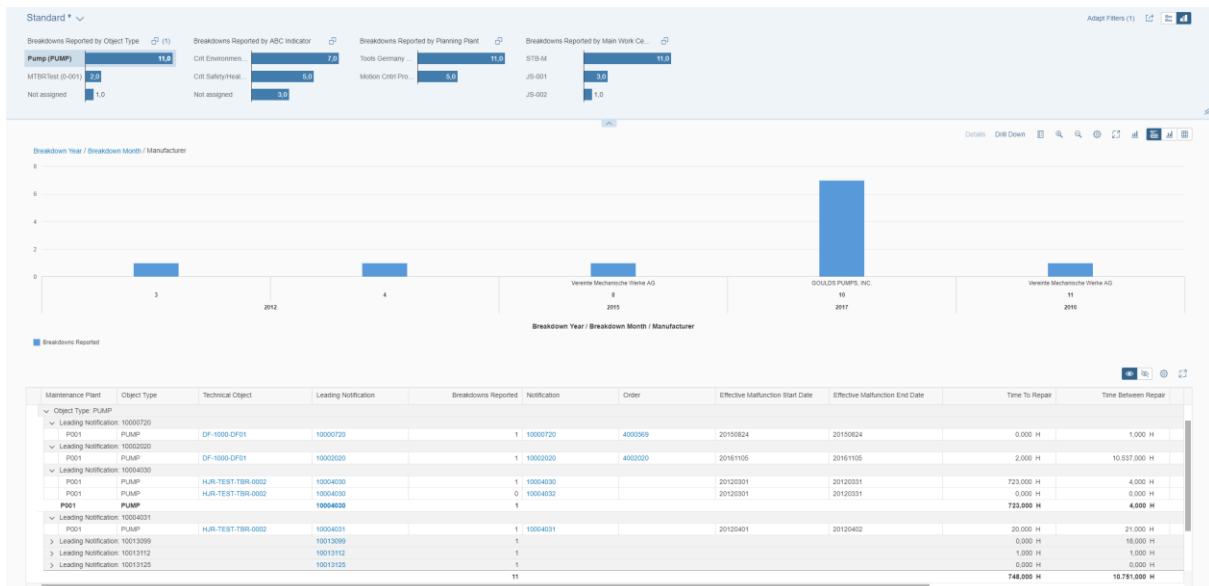 Standard *
Adapt Filters (1)
Breakdowns Reported by Object Type (1)
Pump (PUMP) 11,0
MTBRTest (0-001) 2,0
Not assigned 1,0
Breakdowns Reported by ABC Indicator
Crit Environmen... 7,0
Crit Safety/Heal... 5,0
Not assigned 3,0
Breakdowns Reported by Planning Plant
Tools Germany ... 11,0
Motion Cntrl Pro... 5,0
Breakdowns Reported by Main Work Ce...
STB-M 11,0
JS-001 3,0
JS-002 1,0
Details Drill Down
Breakdown Year / Breakdown Month / Manufacturer
8
6
4
2
0
Vereinte Mechanische Werke AG GOULDS PUMPS, INC. Vereinte Mechanische Werke AG
3 4 8 10 11
2012 2015 2017 2016
Breakdown Year / Breakdown Month / Manufacturer
Breakdowns Reported
Maintenance Plant Object Type Technical Object Leading Notification Breakdowns Reported Notification Order Effective Malfunction Start Date Effective Malfunction End Date Time To Repair Time Between Repair
Object Type: PUMP
Leading Notification: 10000720
P001 PUMP DF-1000-DF01 10000720 1 10000720 4000569 20150824 20150824 0,000 H 1,000 H
Leading Notification: 10002020
P001 PUMP DF-1000-DF01 10002020 1 10002020 4002020 20161105 20161105 2,000 H 10.537,000 H
Leading Notification: 10004030
P001 PUMP HJR-TEST-TBR-0002 10004030 1 10004030 20120301 20120331 723,000 H 4,000 H
P001 PUMP HJR-TEST-TBR-0002 10004030 0 10004032 20120301 20120331 0,000 H 0,000 H
P001 PUMP 10004030 1 723,000 H 4,000 H
Leading Notification: 10004031
P001 PUMP HJR-TEST-TBR-0002 10004031 1 10004031 20120401 20120402 20,000 H 21,000 H
Leading Notification: 10013099 10013099 1 0,000 H 18,000 H
Leading Notification: 10013112 10013112 1 1,000 H 1,000 H
Leading Notification: 10013125 10013125 1 0,000 H 0,000 H
11 748,000 H 10.751,000 H